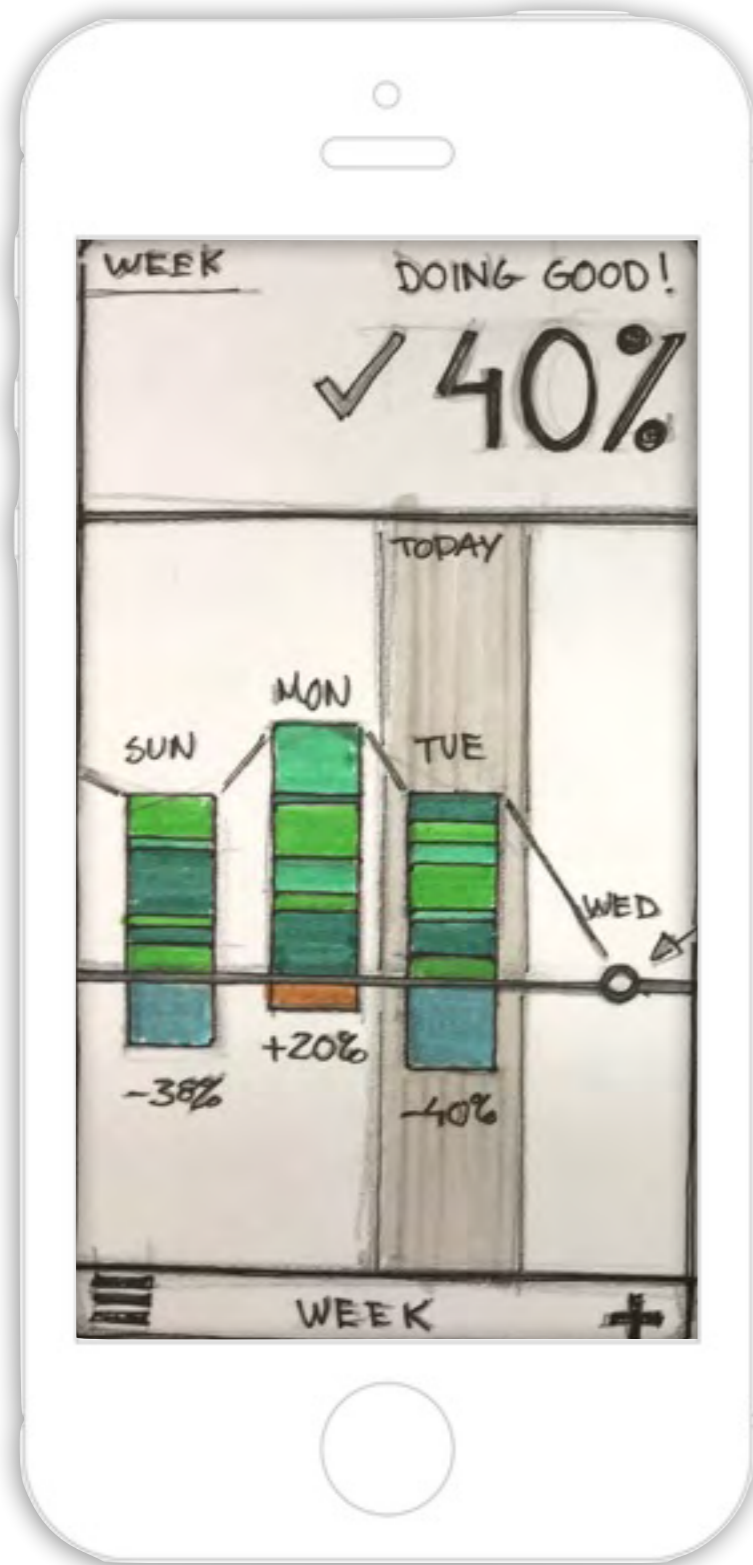 WEEK
DOING GOOD!
✓ 40%
TODAY
MON
SUN
TUE
WED
+20%
-38%
-40%
WEEK